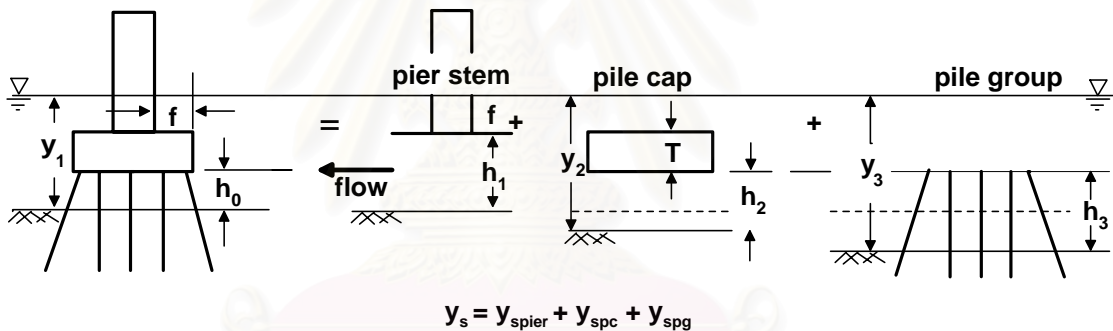 pier stem
pile cap
pile group
f
f
=
+
+
y1
y2
T
y3
h0
flow
h1
h2
h3
ys = yspier + yspc + yspg